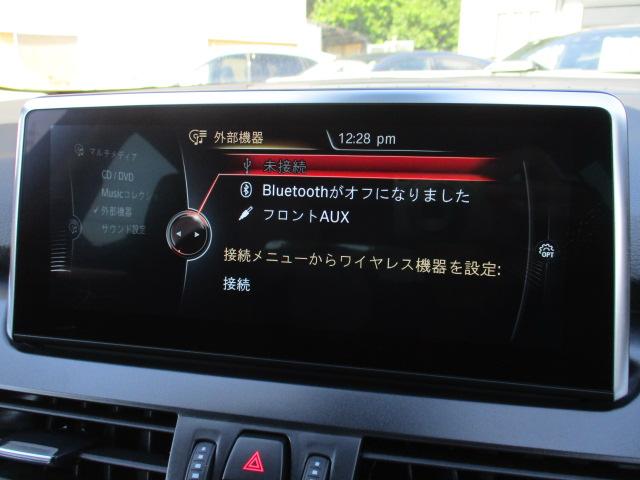 外部機器
12:28 pm
マルチメディア
CD / DVD
Musicコレクシ
外部機器
サウンド設定
未接続
Bluetoothがオフになりました
フロントAUX
接続メニューからワイヤレス機器を設定:
接続
OPT